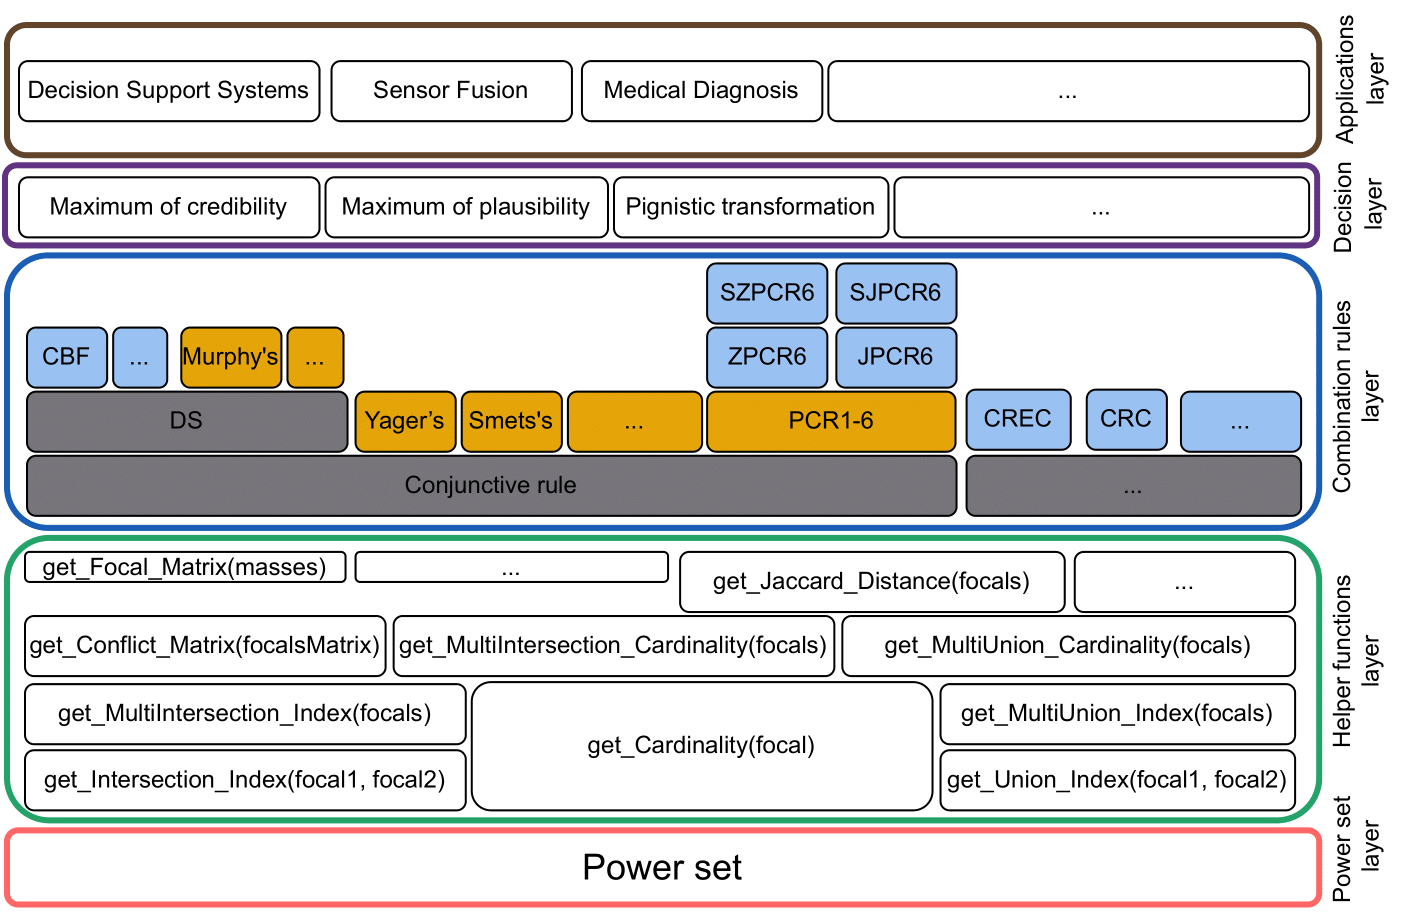 Decision Support Systems
Sensor Fusion
Medical Diagnosis
...
Applications
layer
Maximum of credibility
Maximum of plausibility
Pignistic transformation
...
Decision
layer
SZPCR6
SJPCR6
CBF
...
Murphy's
...
ZPCR6
JPCR6
DS
Yager’s
Smets's
...
PCR1-6
CREC
CRC
...
Conjunctive rule
...
Combination rules
layer
get_Focal_Matrix(masses)
...
get_Jaccard_Distance(focals)
...
get_Conflict_Matrix(focalsMatrix)
get_MultiIntersection_Cardinality(focals)
get_MultiUnion_Cardinality(focals)
get_MultiIntersection_Index(focals)
get_Cardinality(focal)
get_MultiUnion_Index(focals)
get_Intersection_Index(focal1, focal2)
get_Union_Index(focal1, focal2)
Helper functions
layer
Power set
Power set
layer